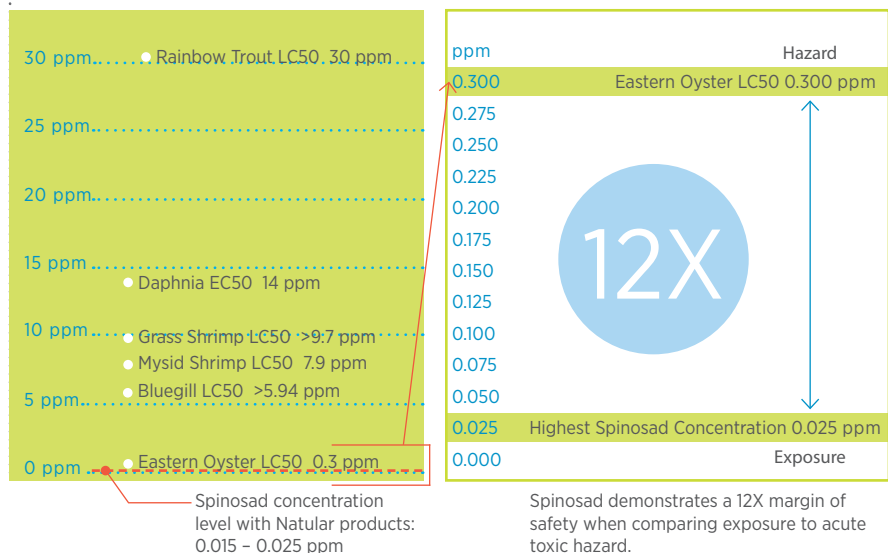 30 ppm
Rainbow Trout LC50 30 ppm
25 ppm
20 ppm
15 ppm
Daphnia EC50 14 ppm
10 ppm
Grass Shrimp LC50 >9.7 ppm
Mysid Shrimp LC50 7.9 ppm
Bluegill LC50 >5.94 ppm
5 ppm
Eastern Oyster LC50 0.3 ppm
0 ppm
Spinosad concentration
level with Natular products:
0.015 – 0.025 ppm
ppm
Hazard
0.300
Eastern Oyster LC50 0.300 ppm
0.275
0.250
0.225
0.200
0.175
0.150
0.125
0.100
0.075
0.050
12X
0.025
Highest Spinosad Concentration 0.025 ppm
0.000
Exposure
Spinosad demonstrates a 12X margin of
safety when comparing exposure to acute
toxic hazard.